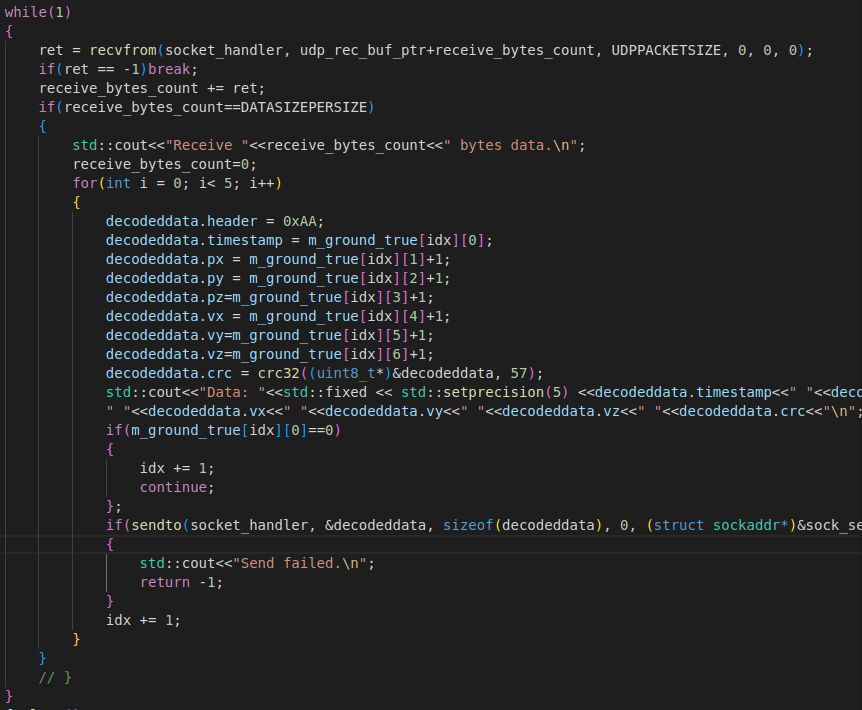 while(1)
{
ret = recvfrom(socket_handler, udp_rec_buf_ptr+receive_bytes_count, UDPPACKETSIZE, 0, 0, 0);
if(ret == -1)break;
receive_bytes_count += ret;
if(receive_bytes_count==DATASIZEPERSIZE)
{
std::cout<<"Receive "<<receive_bytes_count<<" bytes data.\n";
receive_bytes_count=0;
for(int i = 0; i< 5; i++)
{
decodeddata.header = 0xAA;
decodeddata.timestamp = m_ground_true[idx][0];
decodeddata.px = m_ground_true[idx][1]+1;
decodeddata.py = m_ground_true[idx][2]+1;
decodeddata.pz=m_ground_true[idx][3]+1;
decodeddata.vx = m_ground_true[idx][4]+1;
decodeddata.vy=m_ground_true[idx][5]+1;
decodeddata.vz=m_ground_true[idx][6]+1;
decodeddata.crc = crc32((uint8_t*)&decodeddata, 57);
std::cout<<"Data: "<<std::fixed << std::setprecision(5) <<decodeddata.timestamp<<" "<<deco
" "<<decodeddata.vx<<" "<<decodeddata.vy<<" "<<decodeddata.vz<<" "<<decodeddata.crc<<"\n";
if(m_ground_true[idx][0]==0)
{
idx += 1;
continue;
};
if(sendto(socket_handler, &decodeddata, sizeof(decodeddata), 0, (struct sockaddr*)&sock_se
{
std::cout<<"Send failed.\n";
return -1;
}
idx += 1;
}
}
// }
}